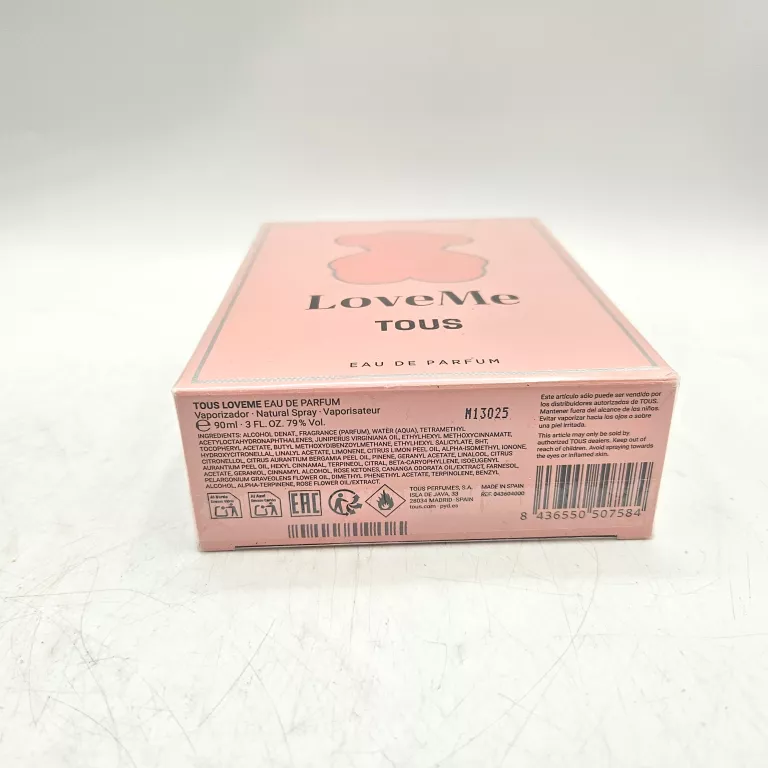 LoveMe
TOUS
EAU DE PARFUM
TOUS LOVEME EAU DE PARFUM
Vaporizador · Natural Spray · Vaporisateur
℮ 90ml · 3 FL. OZ. 79% Vol.
INGREDIENTS: ALCOHOL DENAT., FRAGRANCE (PARFUM), WATER (AQUA), TETRAMETHYL
ACETYLOCTAHYDRONAPHTHALENES, JUNIPERUS VIRGINIANA OIL, ETHYLHEXYL METHOXYCINNAMATE,
TOCOPHERYL ACETATE, BUTYL METHOXYDIBENZOYLMETHANE, ETHYLHEXYL SALICYLATE, BHT,
HYDROXYCITRONELLAL, LINALYL ACETATE, LIMONENE, CITRUS LIMON PEEL OIL, ALPHA-ISOMETHYL IONONE,
CITRONELLOL, CITRUS AURANTIUM BERGAMIA PEEL OIL, PINENE, GERANYL ACETATE, LINALOOL, CITRUS
AURANTIUM PEEL OIL, HEXYL CINNAMAL, TERPINEOL, CITRAL, BETA-CARYOPHYLLENE, ISOEUGENYL
ACETATE, GERANIOL, CINNAMYL ALCOHOL, ROSE KETONES, CANANGA ODORATA OIL/EXTRACT, FARNESOL,
PELARGONIUM GRAVEOLENS FLOWER OIL, DIMETHYL PHENETHYL ACETATE, TERPINOLENE, BENZYL
ALCOHOL, ALPHA-TERPINENE, ROSE FLOWER OIL/EXTRACT.
M13025
Este artículo sólo puede ser vendido por
los distribuidores autorizados de TOUS.
Mantener fuera del alcance de los niños.
Evitar vaporizar hacia los ojos o sobre
una piel irritada.
This article may only be sold by
authorized TOUS dealers. Keep out of
reach of children. Avoid spraying towards
the eyes or inflamed skin.
EAC
TOUS PERFUMES, S.A.
ISLA DE JAVA, 33
28034 MADRID · SPAIN
tous.com · pyd.es
MADE IN SPAIN
REF. 043604000
8 436550 507584